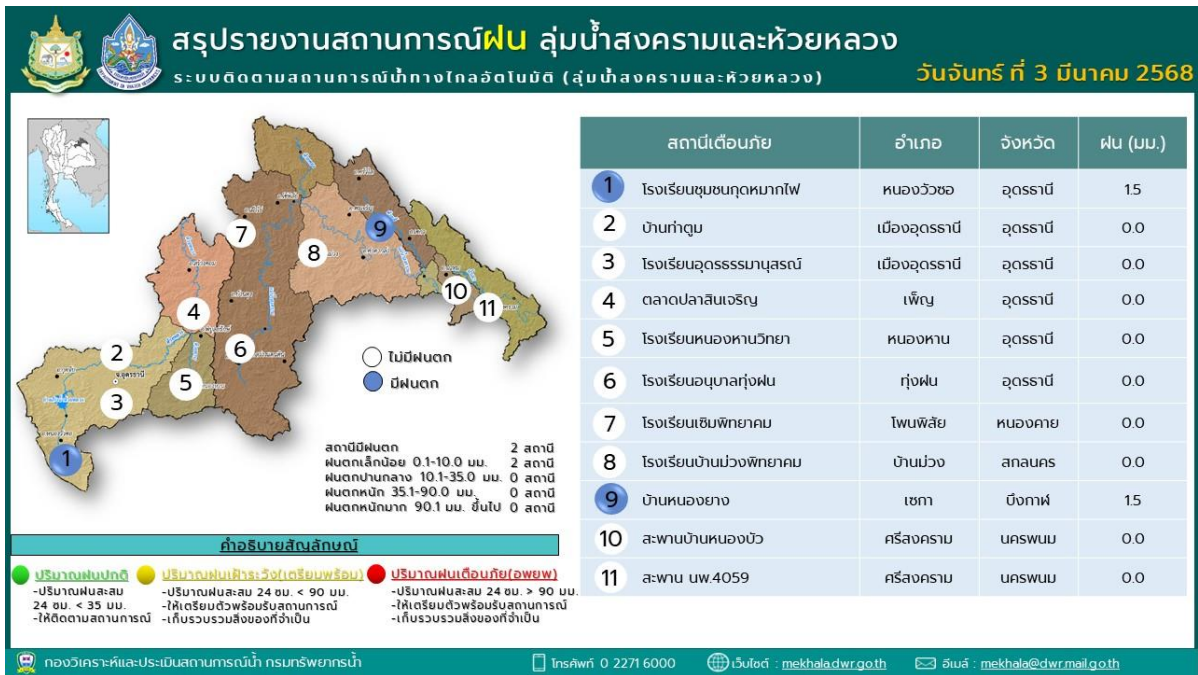 สรุปรายงานสถานการณ์ฝน ลุ่มน้ำสงครามและห้วยหลวง
ระบบติดตามสถานการณ์น้ำทางไกลอัตโนมัติ (ลุ่มน้ำสงครามและห้วยหลวง)
วันจันทร์ ที่ 3 มีนาคม 2568
1
2
3
4
5
6
7
8
9
10
11
จ.อุดรธานี
ไม่มีฝนตก
มีฝนตก
สถานีมีฝนตก 2 สถานี
ฝนตกเล็กน้อย 0.1-10.0 มม. 2 สถานี
ฝนตกปานกลาง 10.1-35.0 มม. 0 สถานี
ฝนตกหนัก 35.1-90.0 มม. 0 สถานี
ฝนตกหนักมาก 90.1 มม. ขึ้นไป 0 สถานี
สถานีเตือนภัย อำเภอ จังหวัด ฝน (มม.)
1 โรงเรียนชุมชนกุดหมากไฟ หนองวัวซอ อุดรธานี 1.5
2 บ้านท่าตูม เมืองอุดรธานี อุดรธานี 0.0
3 โรงเรียนอุดรธรรมานุสรณ์ เมืองอุดรธานี อุดรธานี 0.0
4 ตลาดปลาสินเจริญ เพ็ญ อุดรธานี 0.0
5 โรงเรียนหนองหานวิทยา หนองหาน อุดรธานี 0.0
6 โรงเรียนอนุบาลทุ่งฝน ทุ่งฝน อุดรธานี 0.0
7 โรงเรียนเซิมพิทยาคม โพนพิสัย หนองคาย 0.0
8 โรงเรียนบ้านม่วงพิทยาคม บ้านม่วง สกลนคร 0.0
9 บ้านหนองยาง เซกา บึงกาฬ 1.5
10 สะพานบ้านหนองบัว ศรีสงคราม นครพนม 0.0
11 สะพาน นพ.4059 ศรีสงคราม นครพนม 0.0
คำอธิบายสัญลักษณ์
ปริมาณฝนปกติ
-ปริมาณฝนสะสม
24 ชม. < 35 มม.
-ให้ติดตามสถานการณ์
ปริมาณฝนเฝ้าระวัง(เตรียมพร้อม)
-ปริมาณฝนสะสม 24 ชม. < 90 มม.
-ให้เตรียมตัวพร้อมรับสถานการณ์
-เก็บรวบรวมสิ่งของที่จำเป็น
ปริมาณฝนเตือนภัย(อพยพ)
-ปริมาณฝนสะสม 24 ชม. > 90 มม.
-ให้เตรียมตัวพร้อมรับสถานการณ์
-เก็บรวบรวมสิ่งของที่จำเป็น
กองวิเคราะห์และประเมินสถานการณ์น้ำ กรมทรัพยากรน้ำ
โทรศัพท์ 0 2271 6000
เว็บไซต์ : mekhala.dwr.go.th
อีเมล์ : mekhala@dwr.mail.go.th